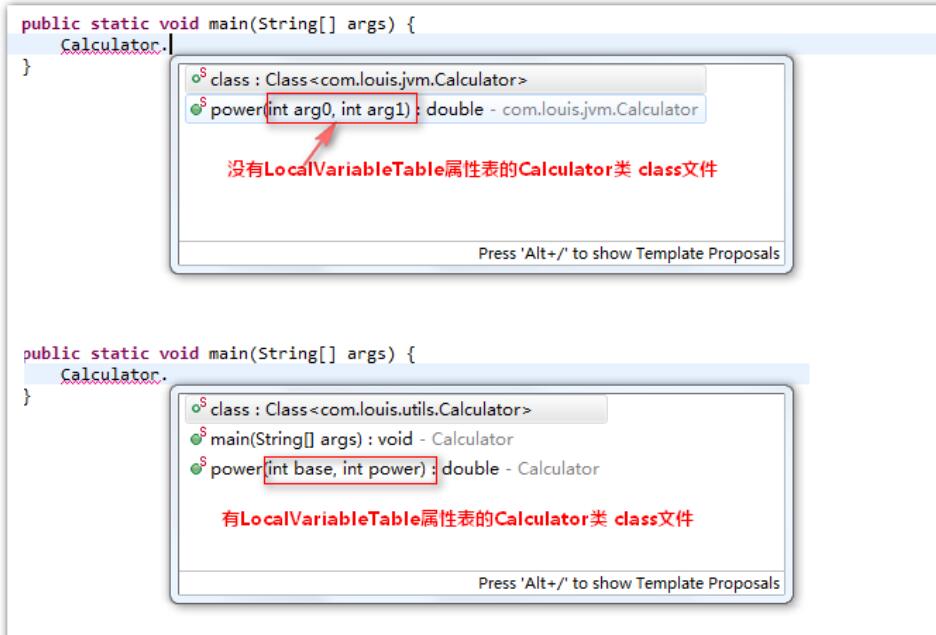 public static void main(String[] args) {
Calculator.
}
class : Class<com.louis.jvm.Calculator>
power(int arg0, int arg1) : double - com.louis.jvm.Calculator
没有LocalVariableTable属性表的Calculator类 class文件
Press 'Alt+/' to show Template Proposals
public static void main(String[] args) {
Calculator.
}
class : Class<com.louis.utils.Calculator>
main(String[] args) : void - Calculator
power(int base, int power) : double - Calculator
有LocalVariableTable属性表的Calculator类 class文件
Press 'Alt+/' to show Template Proposals